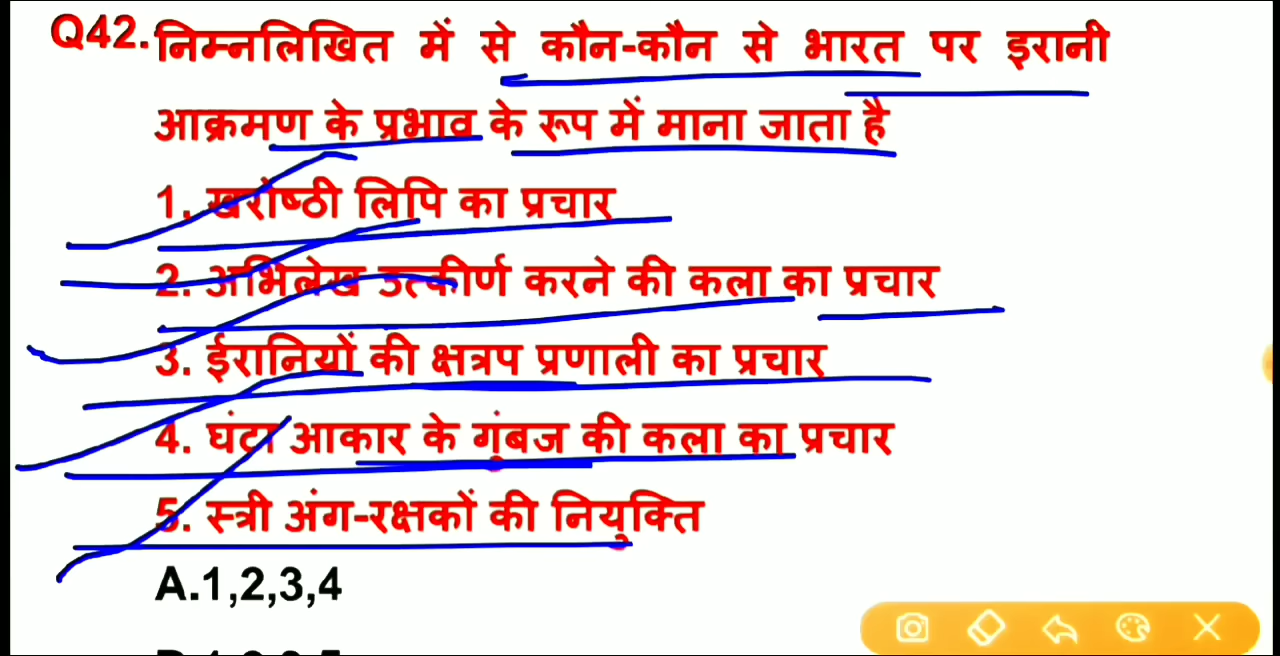 Q42. निम्नलिखित में से कौन-कौन से भारत पर इरानी
आक्रमण के प्रभाव के रूप में माना जाता है
1. खरोष्ठी लिपि का प्रचार
2. अभिलेख उत्कीर्ण करने की कला का प्रचार
3. ईरानियों की क्षत्रप प्रणाली का प्रचार
4. घंटा आकार के गुंबज की कला का प्रचार
5. स्त्री अंग-रक्षकों की नियुक्ति
A.1,2,3,4